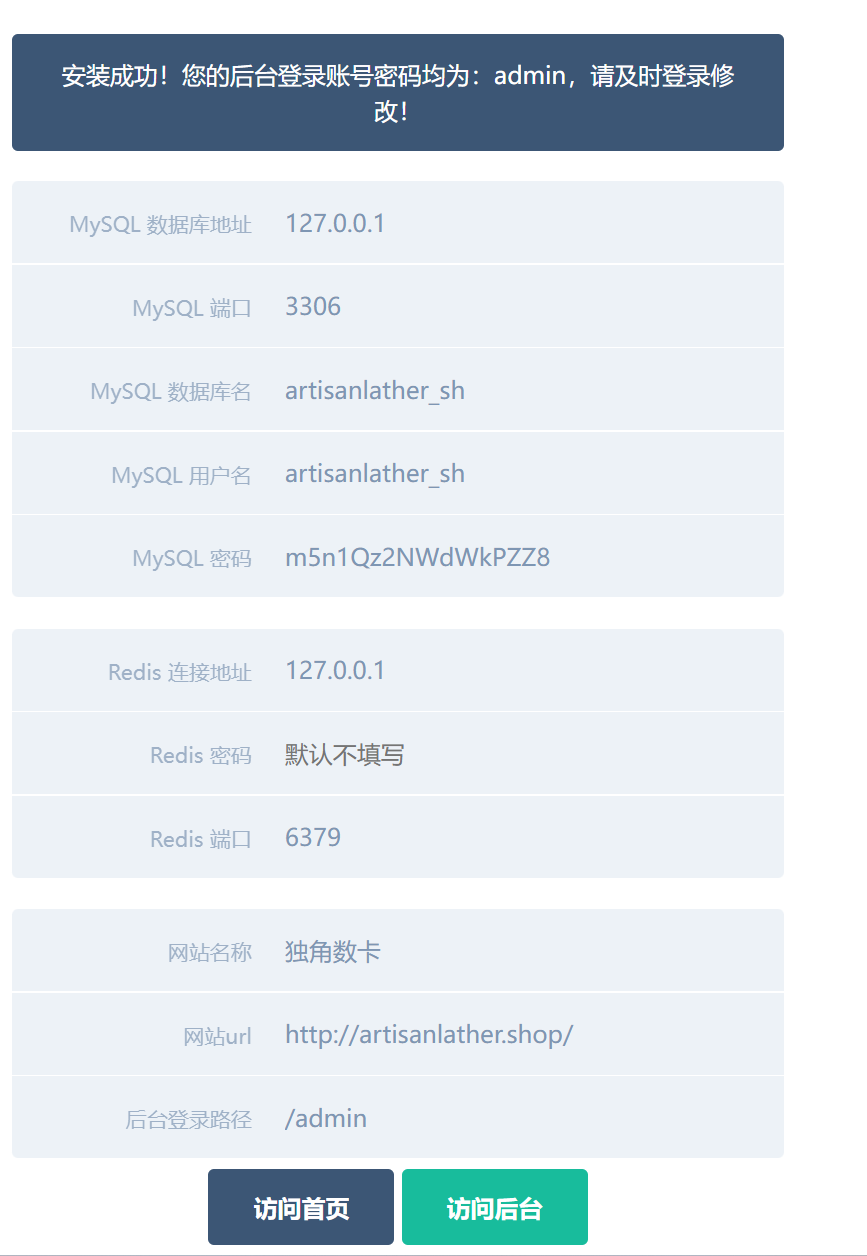 安装成功！您的后台登录账号密码均为：admin，请及时登录修
改！
MySQL 数据库地址 127.0.0.1
MySQL 端口 3306
MySQL 数据库名 artisanlather_sh
MySQL 用户名 artisanlather_sh
MySQL 密码 m5n1Qz2NWdWkPZZ8
Redis 连接地址 127.0.0.1
Redis 密码 默认不填写
Redis 端口 6379
网站名称 独角数卡
网站url http://artisanlather.shop/
后台登录路径 /admin
访问首页 访问后台